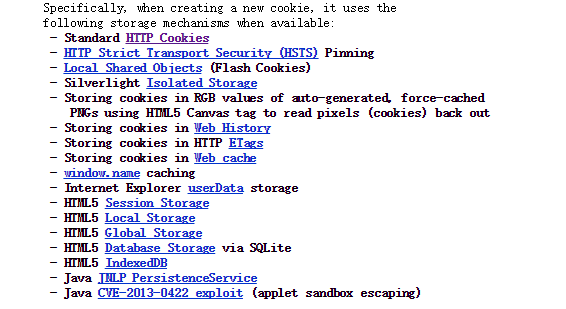 Specifically, when creating a new cookie, it uses the
following storage mechanisms when available:
- Standard HTTP Cookies
- HTTP Strict Transport Security (HSTS) Pinning
- Local Shared Objects (Flash Cookies)
- Silverlight Isolated Storage
- Storing cookies in RGB values of auto-generated, force-cached
PNGs using HTML5 Canvas tag to read pixels (cookies) back out
- Storing cookies in Web History
- Storing cookies in HTTP ETags
- Storing cookies in Web cache
- window.name caching
- Internet Explorer userData storage
- HTML5 Session Storage
- HTML5 Local Storage
- HTML5 Global Storage
- HTML5 Database Storage via SQLite
- HTML5 IndexedDB
- Java JNLP PersistenceService
- Java CVE-2013-0422 exploit (applet sandbox escaping)